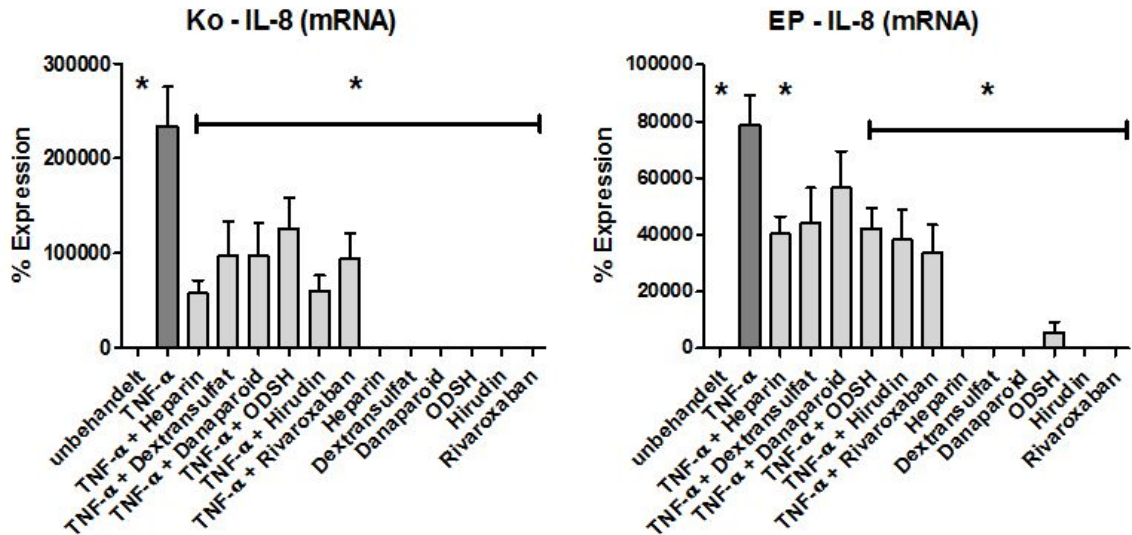 Ko - IL-8 (mRNA)
% Expression
300000
200000
100000
0
*
*
unbehandelt
TNF-α
TNF-α + Heparin
TNF-α + Dextransulfat
TNF-α + Danaparoid
TNF-α + ODSH
TNF-α + Hirudin
TNF-α + Rivaroxaban
Heparin
Dextransulfat
Danaparoid
ODSH
Hirudin
Rivaroxaban
EP - IL-8 (mRNA)
% Expression
100000
80000
60000
40000
20000
0
*
*
*
unbehandelt
TNF-α
TNF-α + Heparin
TNF-α + Dextransulfat
TNF-α + Danaparoid
TNF-α + ODSH
TNF-α + Hirudin
TNF-α + Rivaroxaban
Heparin
Dextransulfat
Danaparoid
ODSH
Hirudin
Rivaroxaban